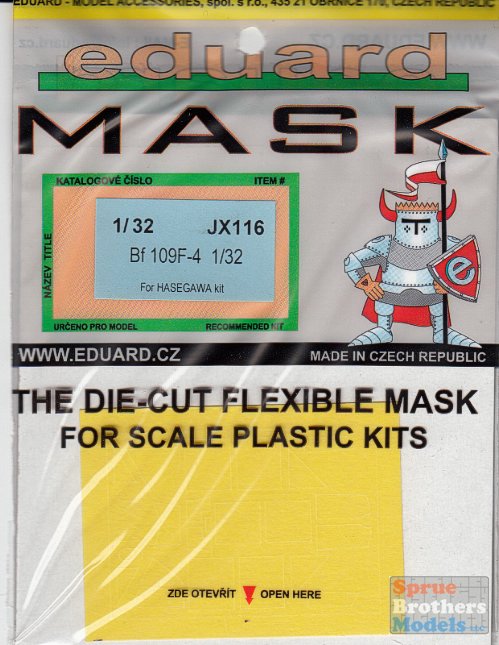 EDUARD - MODEL ACCESSORIES, spol. s r.o., 435 21 OBRNICE 170, CZECH REPUBLIC
eduard
MASK
KATALOGOVÉ ČÍSLO ITEM #
NÁZEV TITLE
1/32 JX116
Bf 109F-4 1/32
For HASEGAWA kit
URČENO PRO MODEL RECOMMENDED KIT
e
WWW.EDUARD.CZ MADE IN CZECH REPUBLIC
THE DIE-CUT FLEXIBLE MASK
FOR SCALE PLASTIC KITS
ZDE OTEVŘÍT OPEN HERE
Sprue
Brothers
Models LLC